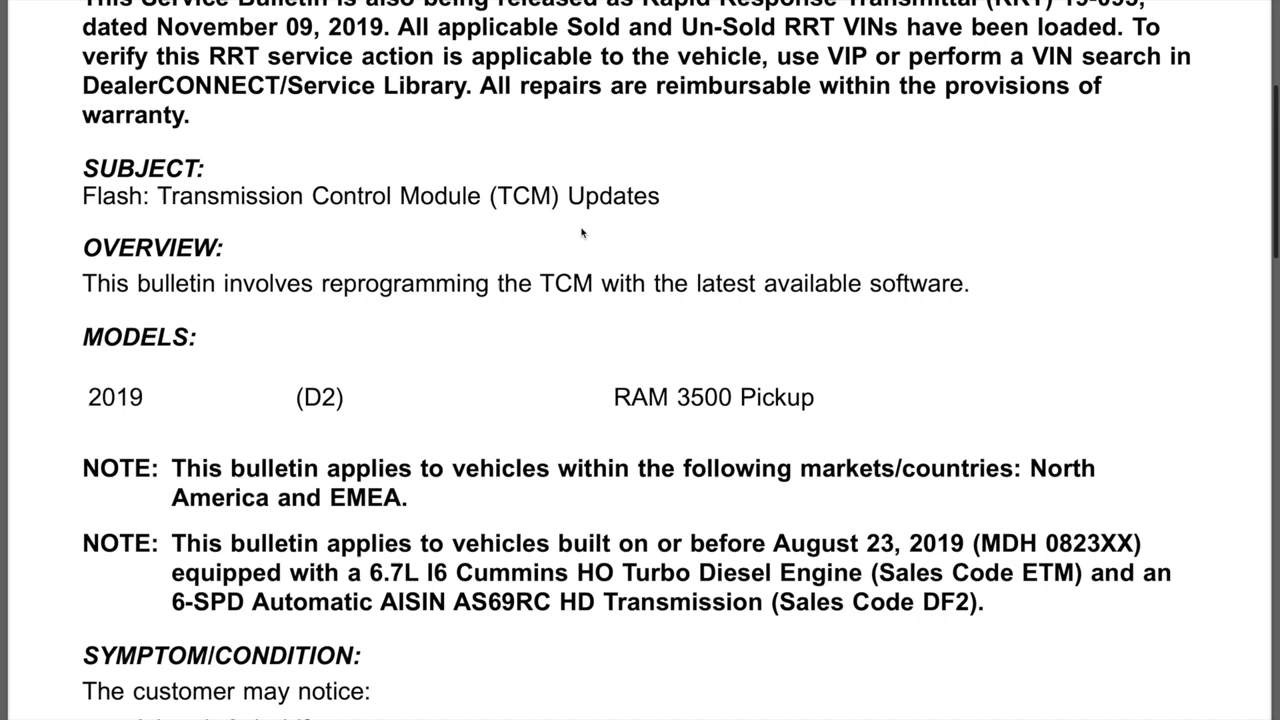 This Service Bulletin is also being released as Rapid Response Transmittal (RRT) 19-095,
dated November 09, 2019. All applicable Sold and Un-Sold RRT VINs have been loaded. To
verify this RRT service action is applicable to the vehicle, use VIP or perform a VIN search in
DealerCONNECT/Service Library. All repairs are reimbursable within the provisions of
warranty.
SUBJECT:
Flash: Transmission Control Module (TCM) Updates
OVERVIEW:
This bulletin involves reprogramming the TCM with the latest available software.
MODELS:
2019 (D2) RAM 3500 Pickup
NOTE: This bulletin applies to vehicles within the following markets/countries: North
America and EMEA.
NOTE: This bulletin applies to vehicles built on or before August 23, 2019 (MDH 0823XX)
equipped with a 6.7L I6 Cummins HO Turbo Diesel Engine (Sales Code ETM) and an
6-SPD Automatic AISIN AS69RC HD Transmission (Sales Code DF2).
SYMPTOM/CONDITION:
The customer may notice: